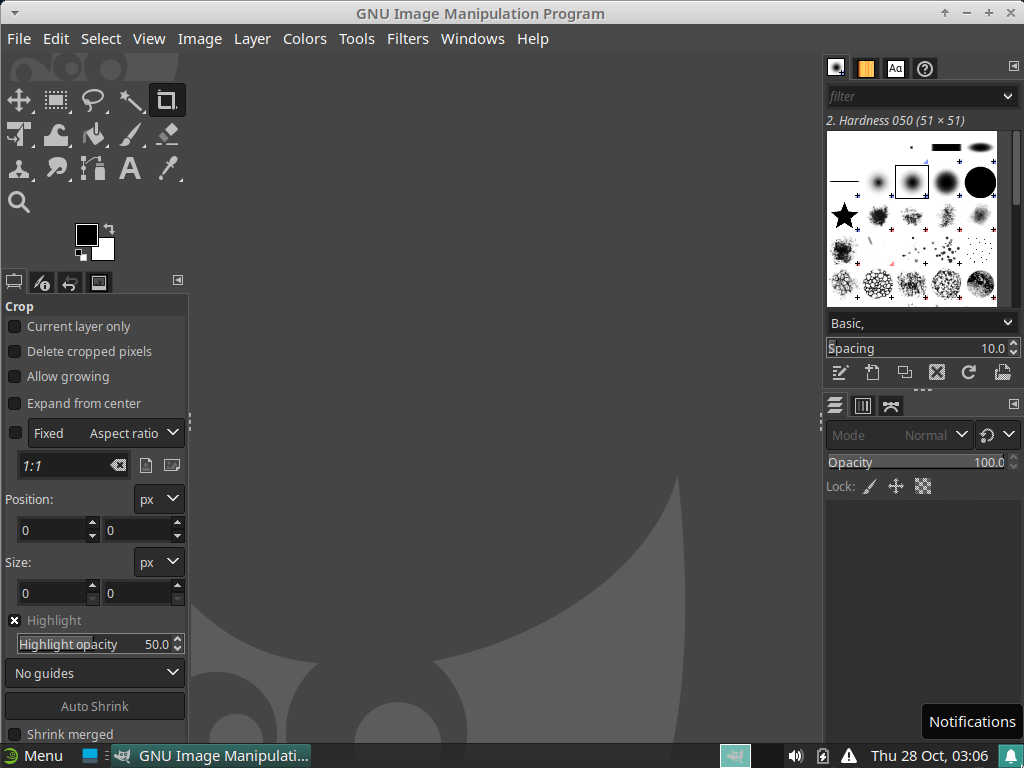 GNU Image Manipulation Program
File Edit Select View Image Layer Colors Tools Filters Windows Help
filter
2. Hardness 050 (51 × 51)
Basic,
Spacing 10.0
Mode Normal
Opacity 100.0
Lock:
Crop
Current layer only
Delete cropped pixels
Allow growing
Expand from center
Fixed Aspect ratio
1:1
Position: px
0 0
Size: px
0 0
Highlight
Highlight opacity 50.0
No guides
Auto Shrink
Shrink merged
Notifications
Menu GNU Image Manipulati... Thu 28 Oct, 03:06